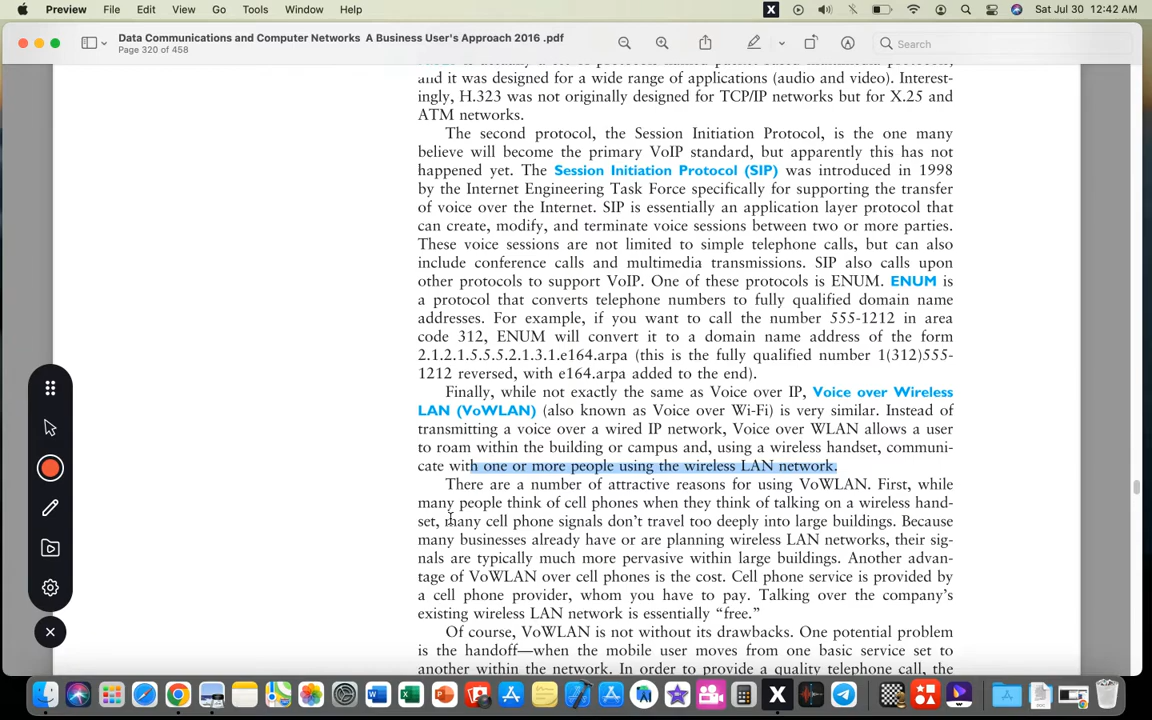 Preview File Edit View Go Tools Window Help Sat Jul 30 12:42 AM
Data Communications and Computer Networks A Business User's Approach 2016 .pdf
Page 320 of 458
Search
and it was designed for a wide range of applications (audio and video). Interest-
ingly, H.323 was not originally designed for TCP/IP networks but for X.25 and
ATM networks.
The second protocol, the Session Initiation Protocol, is the one many
believe will become the primary VoIP standard, but apparently this has not
happened yet. The Session Initiation Protocol (SIP) was introduced in 1998
by the Internet Engineering Task Force specifically for supporting the transfer
of voice over the Internet. SIP is essentially an application layer protocol that
can create, modify, and terminate voice sessions between two or more parties.
These voice sessions are not limited to simple telephone calls, but can also
include conference calls and multimedia transmissions. SIP also calls upon
other protocols to support VoIP. One of these protocols is ENUM. ENUM is
a protocol that converts telephone numbers to fully qualified domain name
addresses. For example, if you want to call the number 555-1212 in area
code 312, ENUM will convert it to a domain name address of the form
2.1.2.1.5.5.5.2.1.3.1.e164.arpa (this is the fully qualified number 1(312)555-
1212 reversed, with e164.arpa added to the end).
Finally, while not exactly the same as Voice over IP, Voice over Wireless
LAN (VoWLAN) (also known as Voice over Wi-Fi) is very similar. Instead of
transmitting a voice over a wired IP network, Voice over WLAN allows a user
to roam within the building or campus and, using a wireless handset, communi-
cate with one or more people using the wireless LAN network.
There are a number of attractive reasons for using VoWLAN. First, while
many people think of cell phones when they think of talking on a wireless hand-
set, many cell phone signals don't travel too deeply into large buildings. Because
many businesses already have or are planning wireless LAN networks, their sig-
nals are typically much more pervasive within large buildings. Another advan-
tage of VoWLAN over cell phones is the cost. Cell phone service is provided by
a cell phone provider, whom you have to pay. Talking over the company's
existing wireless LAN network is essentially “free.”
Of course, VoWLAN is not without its drawbacks. One potential problem
is the handoff—when the mobile user moves from one basic service set to
another within the network. In order to provide a quality telephone call, the